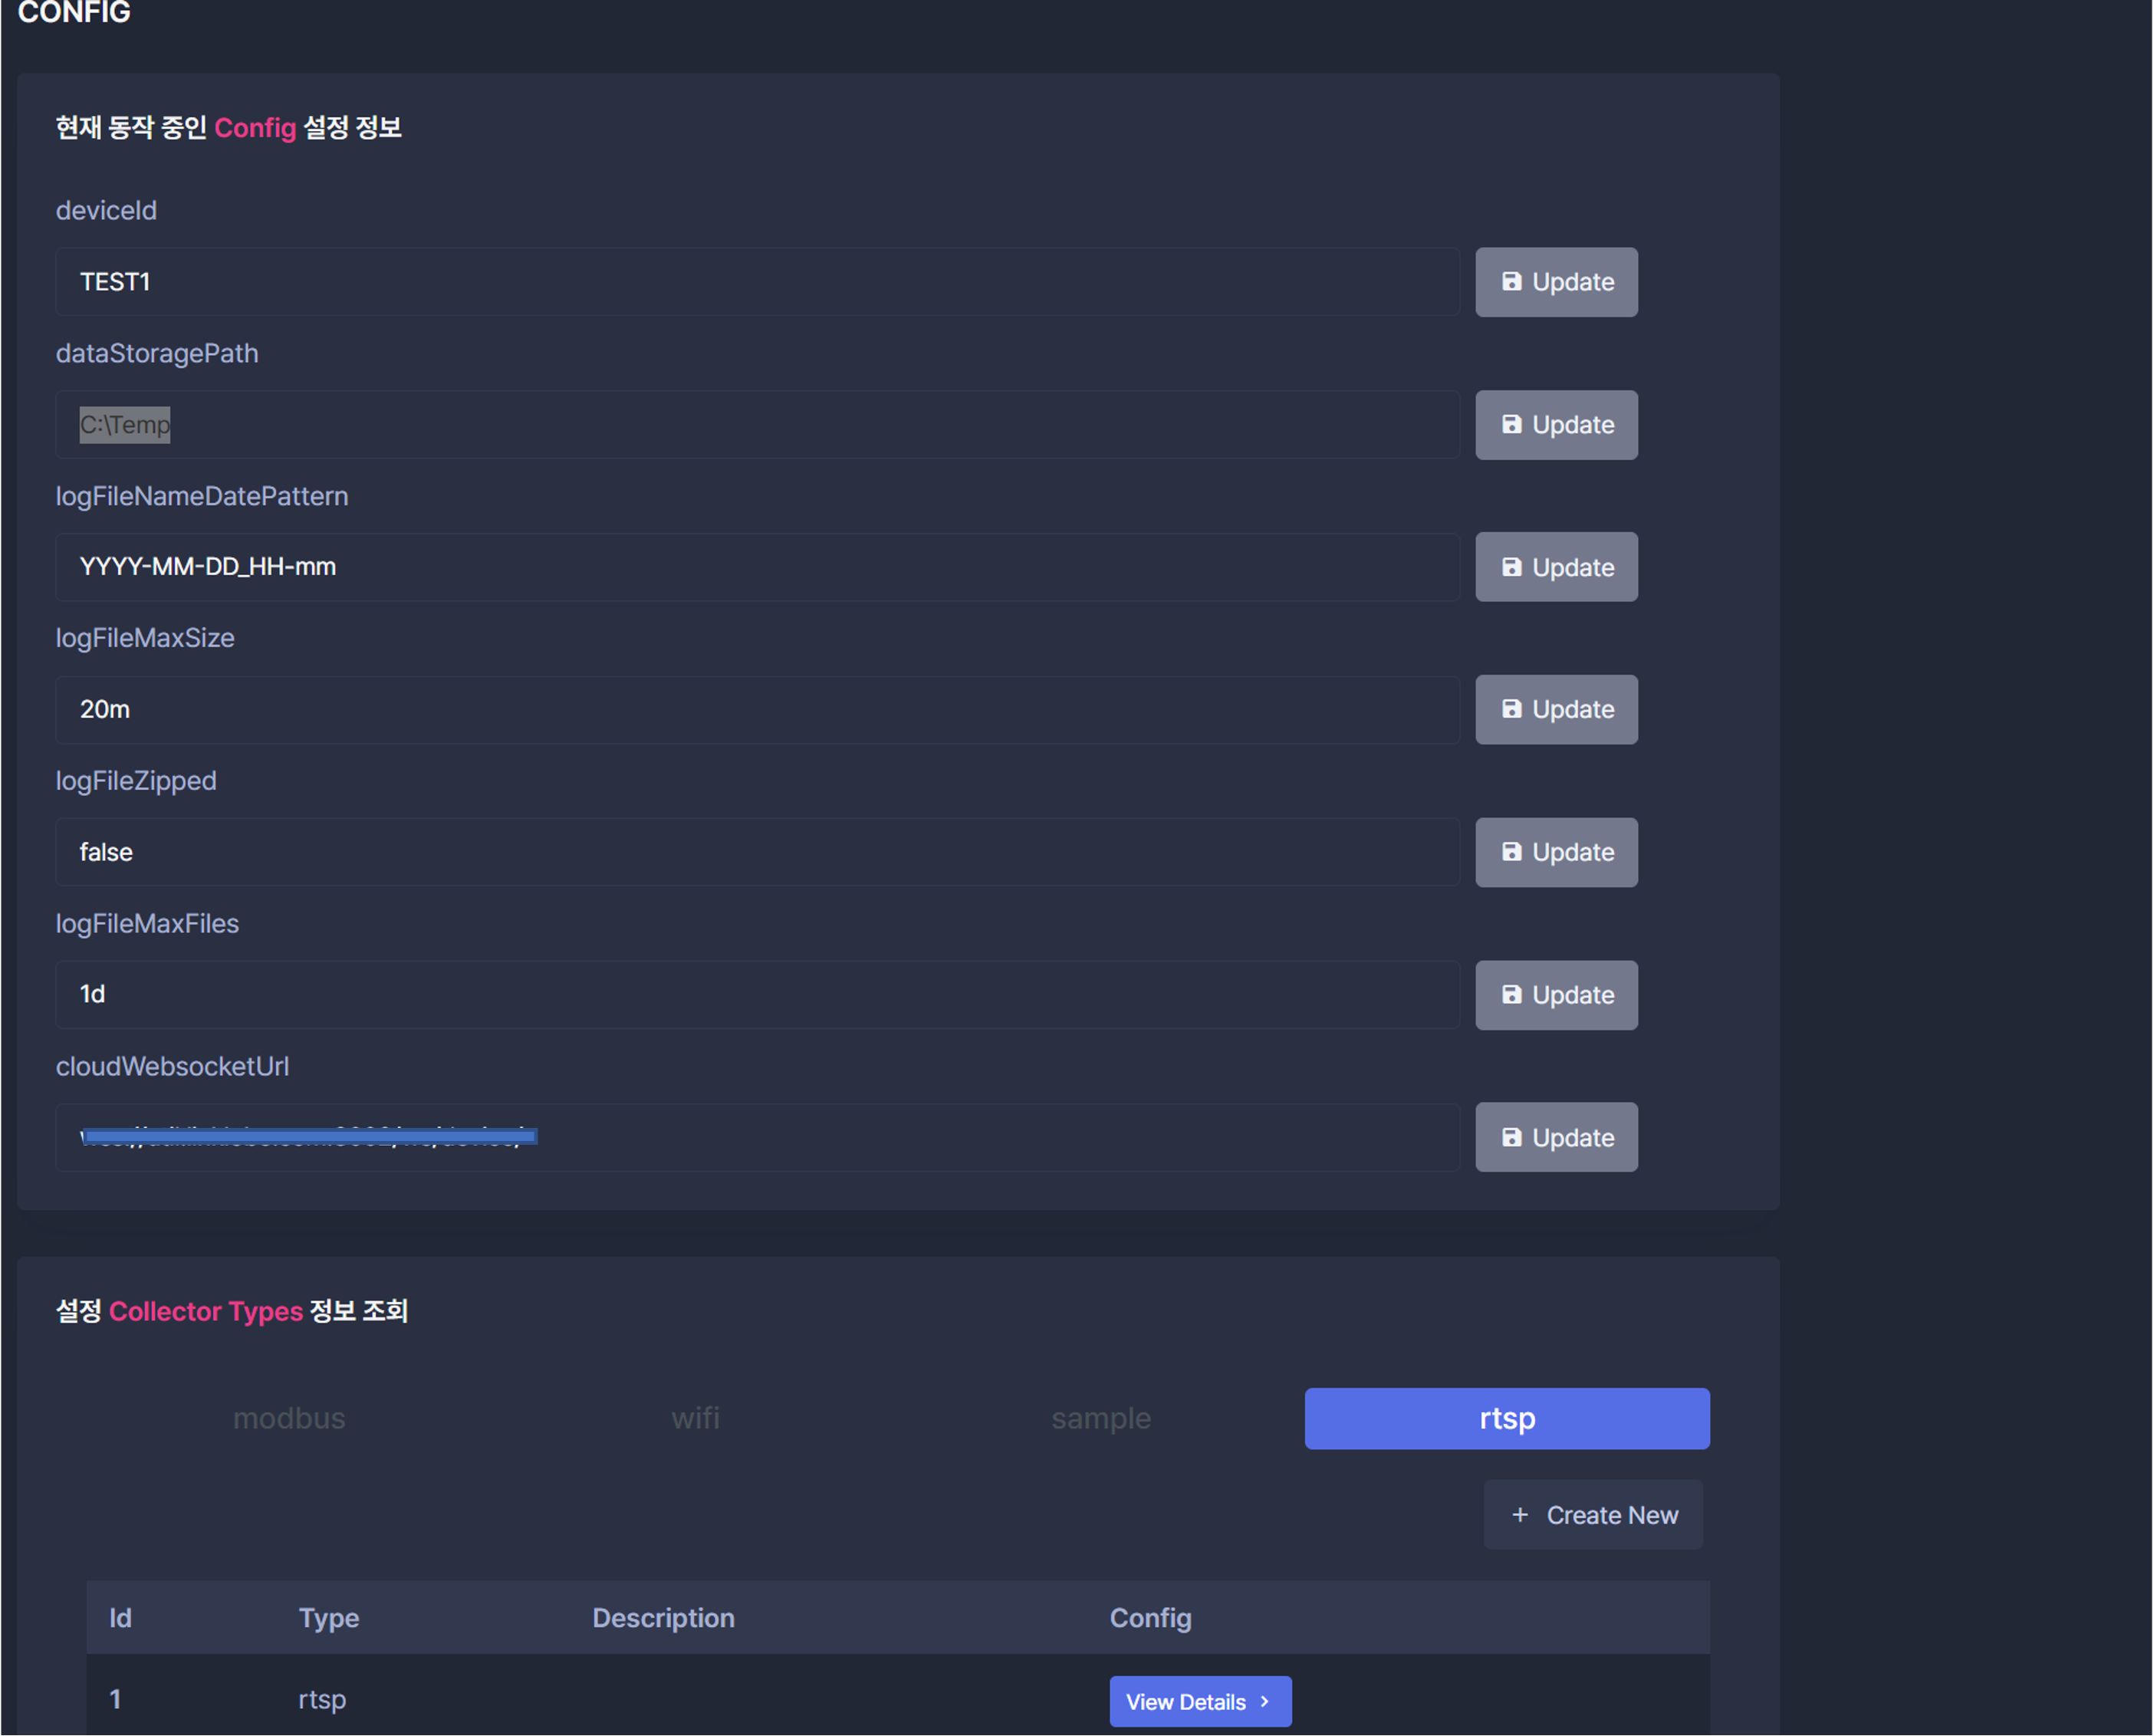 CONFIG
현재 동작 중인 Config 설정 정보
deviceId
TEST1
Update
dataStoragePath
C:\Temp
Update
logFileNameDatePattern
YYYY-MM-DD_HH-mm
Update
logFileMaxSize
20m
Update
logFileZipped
false
Update
logFileMaxFiles
1d
Update
cloudWebsocketUrl
Update
설정 Collector Types 정보 조회
modbus wifi sample rtsp
+ Create New
Id Type Description Config
1 rtsp View Details >